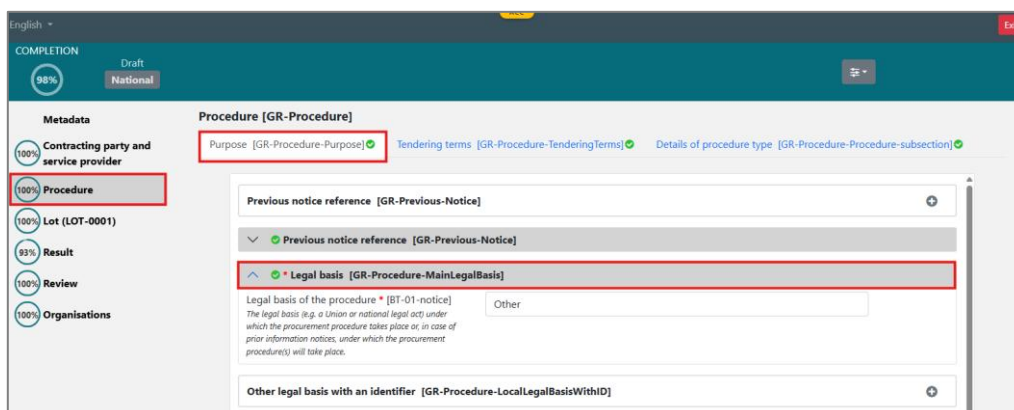 English
COMPLETION
98%
Draft
National
Metadata
100% Contracting party and service provider
100% Procedure
100% Lot (LOT-0001)
93% Result
100% Review
100% Organisations
Procedure [GR-Procedure]
Purpose [GR-Procedure-Purpose] Tendering terms [GR-Procedure-TenderingTerms] Details of procedure type [GR-Procedure-Procedure-subsection]
Previous notice reference [GR-Previous-Notice]
Previous notice reference [GR-Previous-Notice]
* Legal basis [GR-Procedure-MainLegalBasis]
Legal basis of the procedure * [BT-01-notice] Other
The legal basis (e.g. a Union or national legal act) under
which the procurement procedure takes place or, in case of
prior information notices, under which the procurement
procedure(s) will take place.
Other legal basis with an identifier [GR-Procedure-LocalLegalBasisWithID]